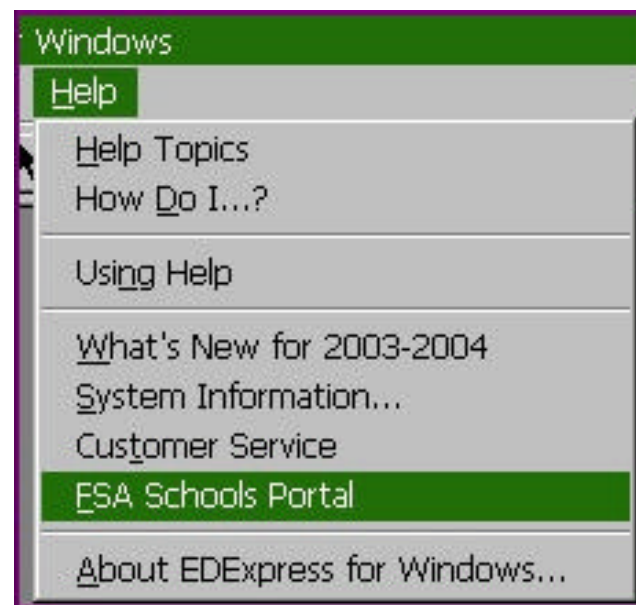 Windows
Help
Help Topics
How Do I...?
Using Help
What's New for 2003-2004
System Information...
Customer Service
FSA Schools Portal
About EDExpress for Windows...